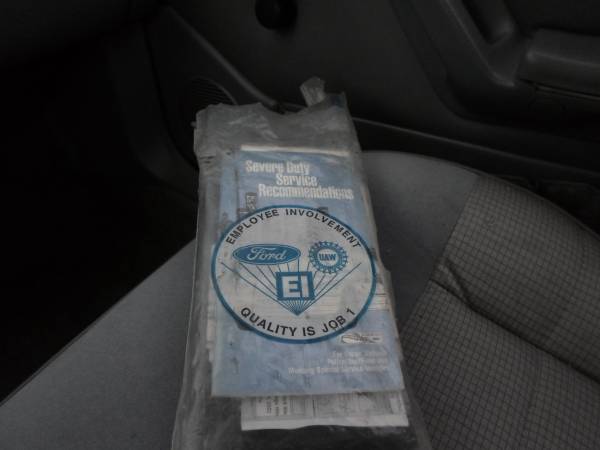 Severe Duty
Service
Recommendations
EMPLOYEE INVOLVEMENT
Ford
UAW
EI
QUALITY IS JOB 1